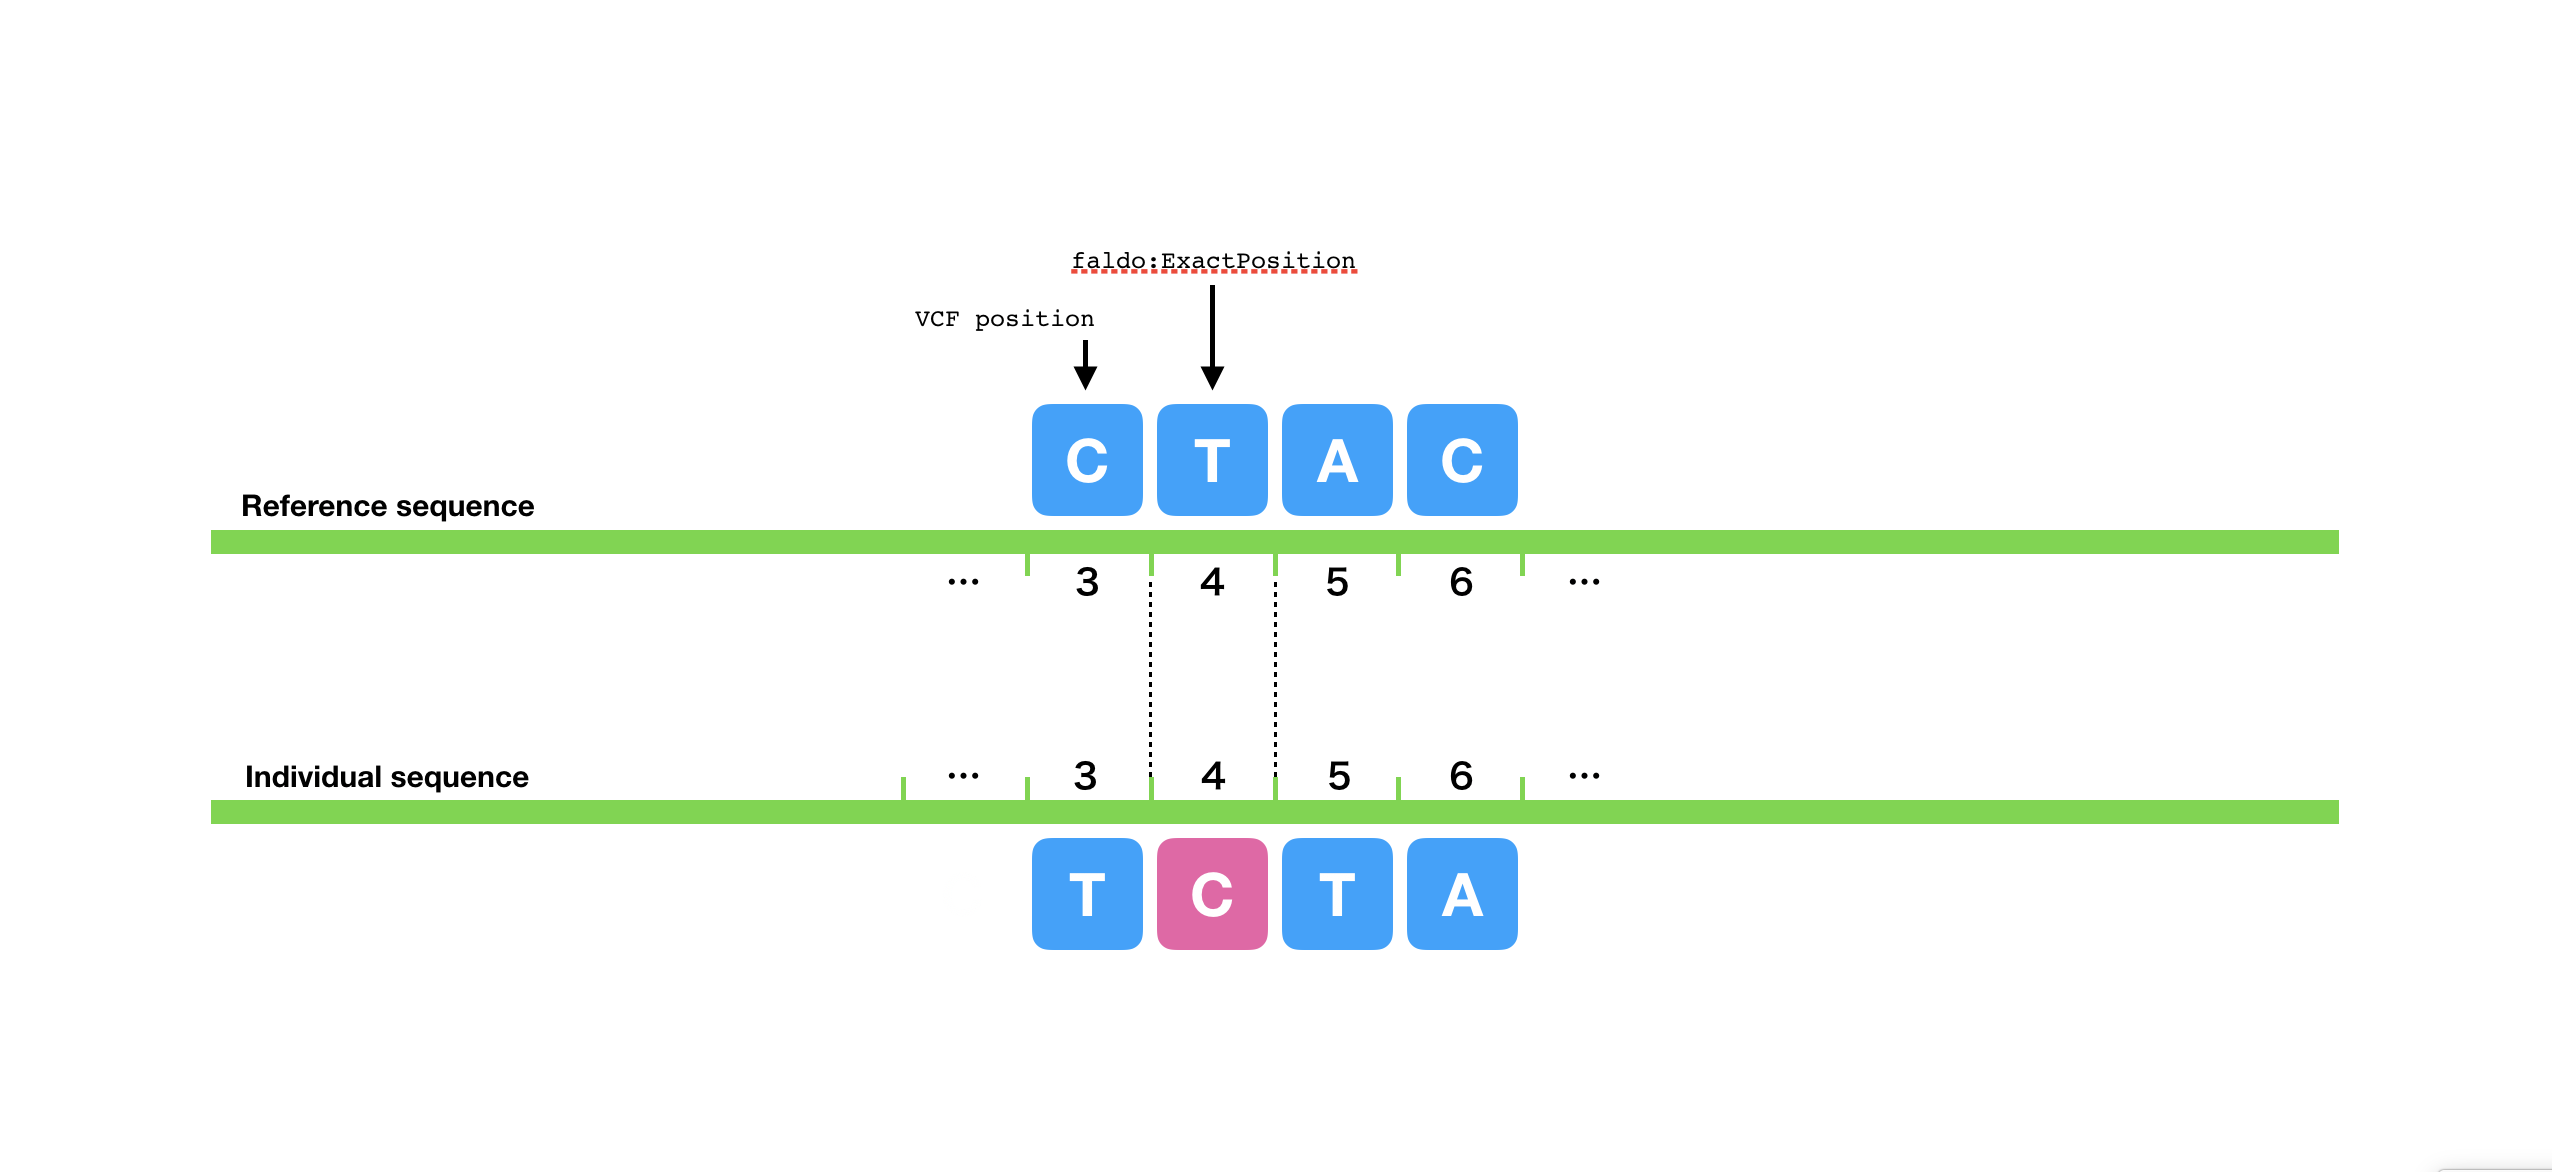 faldo:ExactPosition
VCF position
C T A C
Reference sequence
... 3 4 5 6 ...
Individual sequence
... 3 4 5 6 ...
T C T A